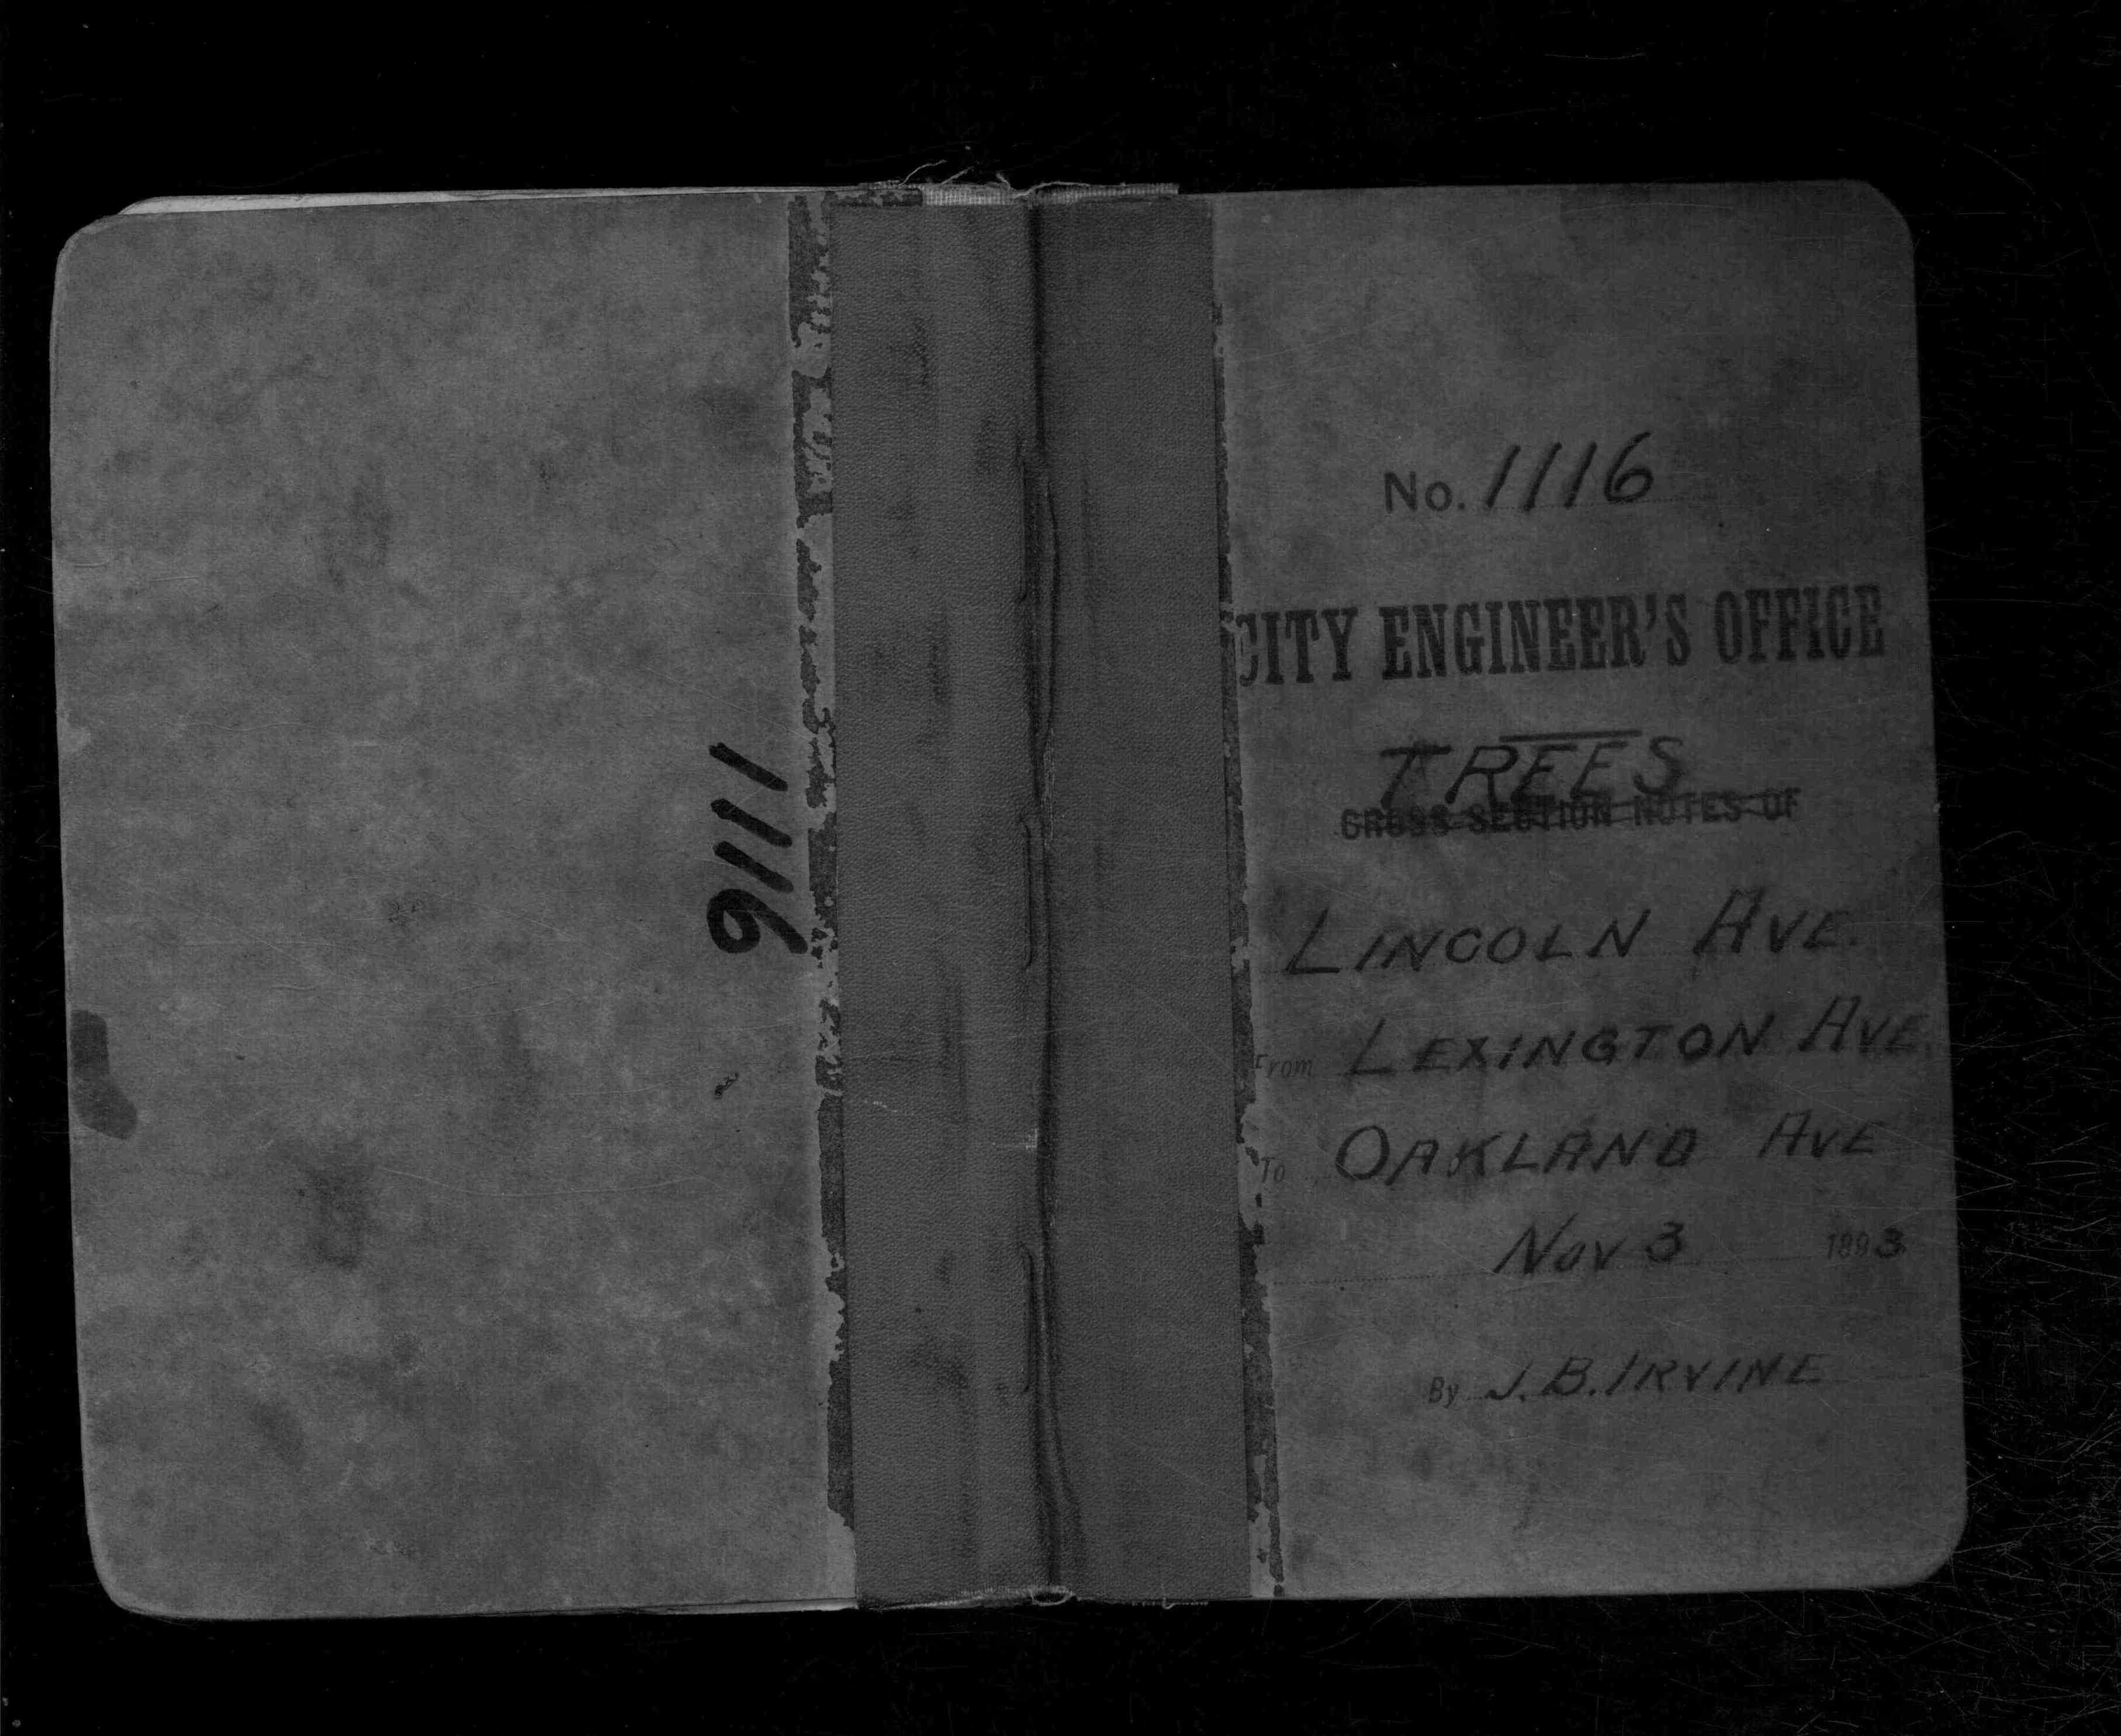 1116
No. 1116
CITY ENGINEER'S OFFICE
TREES
CROSS SECTION NOTES OF
LINCOLN AVE.
From LEXINGTON AVE.
To OAKLAND AVE
Nov 3 1893
By J. B. IRVINE